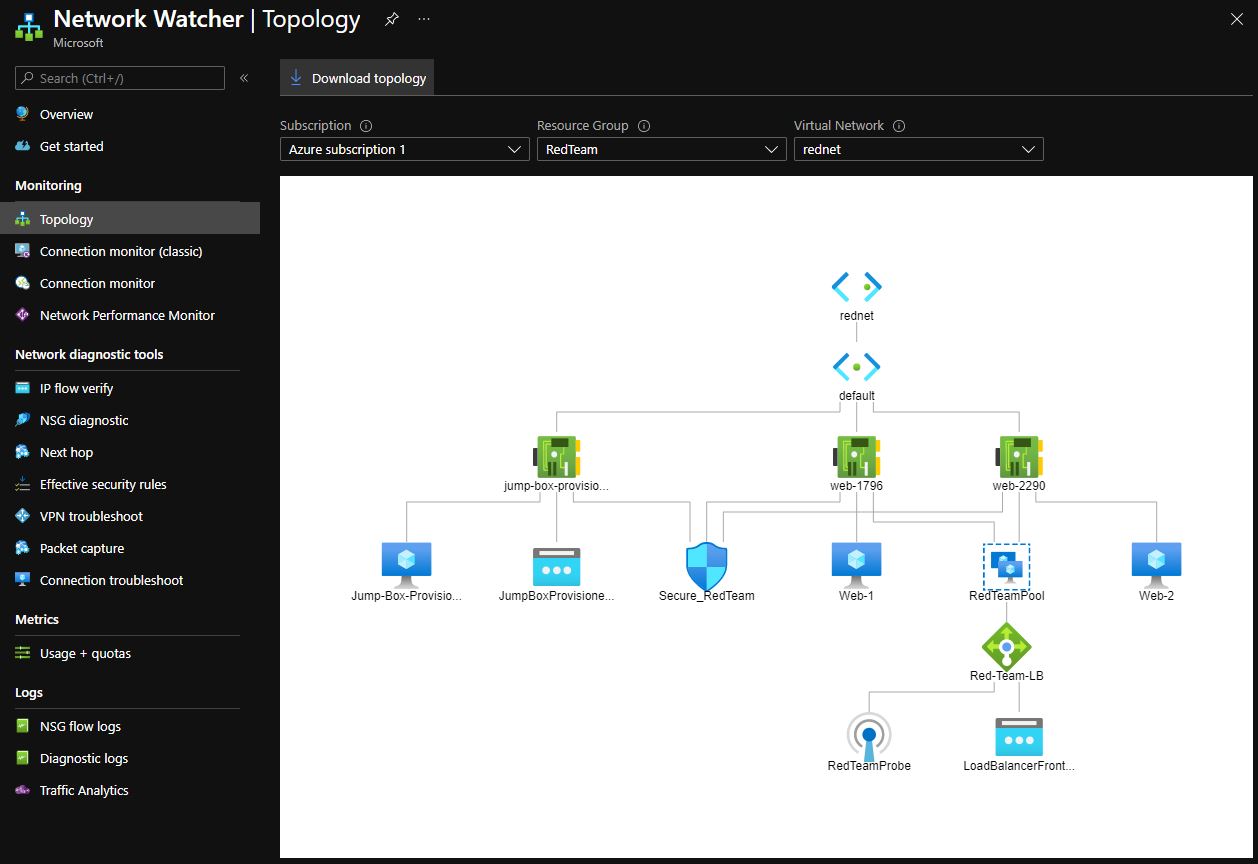 Network Watcher | Topology
Microsoft
Search (Ctrl+/)
Overview
Get started
Monitoring
Topology
Connection monitor (classic)
Connection monitor
Network Performance Monitor
Network diagnostic tools
IP flow verify
NSG diagnostic
Next hop
Effective security rules
VPN troubleshoot
Packet capture
Connection troubleshoot
Metrics
Usage + quotas
Logs
NSG flow logs
Diagnostic logs
Traffic Analytics
Download topology
Subscription
Resource Group
Virtual Network
Azure subscription 1
RedTeam
rednet
rednet
default
jump-box-provisio...
web-1796
web-2290
Jump-Box-Provisio...
JumpBoxProvisione...
Secure_RedTeam
Web-1
RedTeamPool
Web-2
Red-Team-LB
RedTeamProbe
LoadBalancerFront...